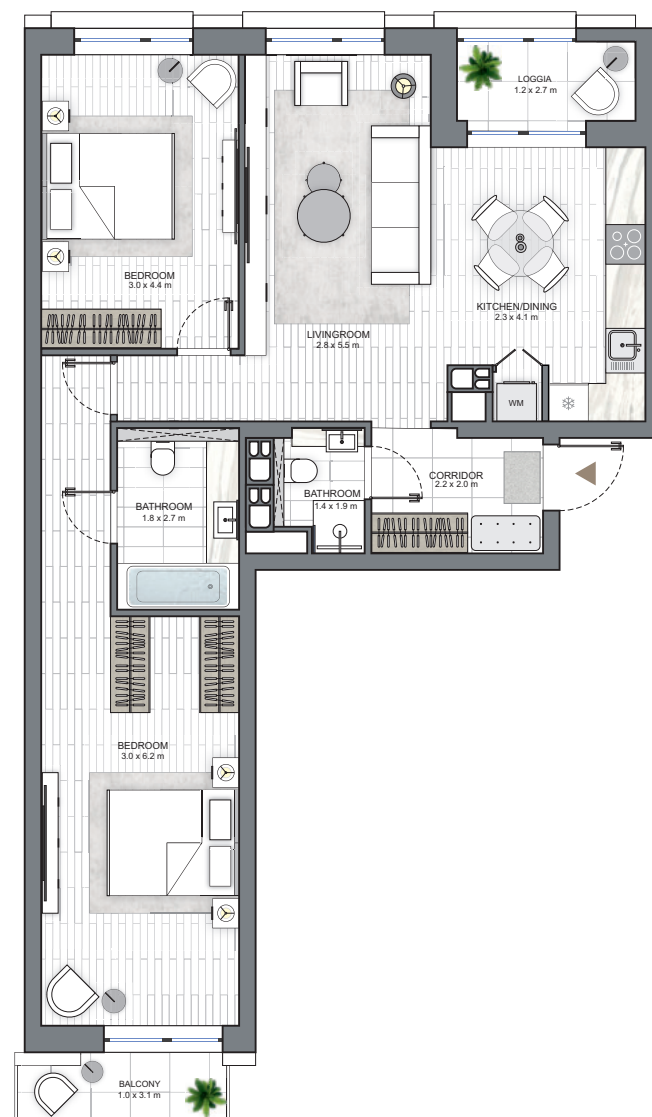 LOGGIA
1.2 x 2.7 m
BEDROOM
3.0 x 4.4 m
KITCHEN/DINING
2.3 x 4.1 m
LIVINGROOM
2.8 x 5.5 m
WM
CORRIDOR
2.2 x 2.0 m
BATHROOM
1.4 x 1.9 m
BATHROOM
1.8 x 2.7 m
BEDROOM
3.0 x 6.2 m
BALCONY
1.0 x 3.1 m